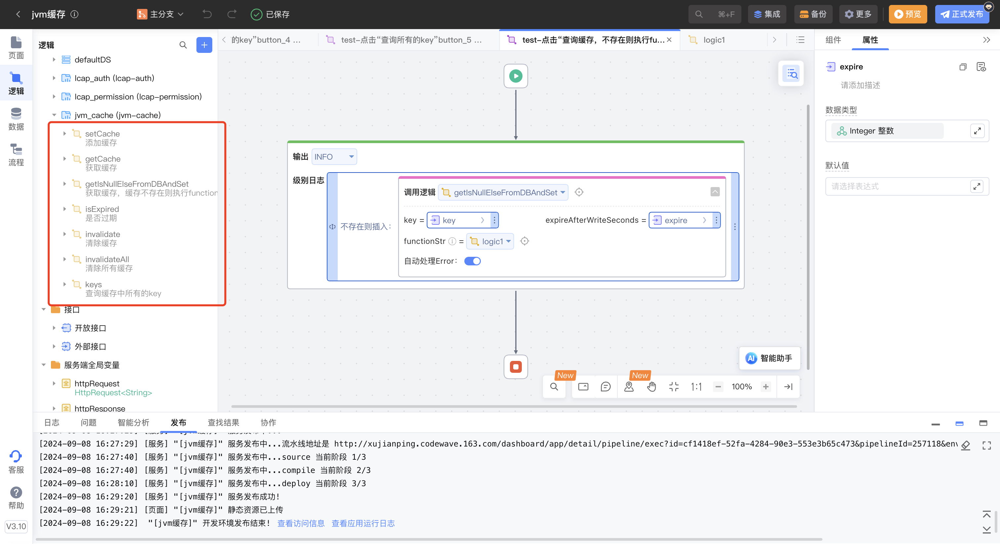 jvm缓存
主分支
已保存
⌘+F
集成
备份
更多
预览
正式发布
页面
逻辑
数据
流程
客服
帮助
V3.10
逻辑
defaultDS
lcap_auth (lcap-auth)
lcap_permission (lcap-permission)
jvm_cache (jvm-cache)
setCache
添加缓存
getCache
获取缓存
getIsNullElseFromDBAndSet
获取缓存，缓存不存在则执行function
isExpired
是否过期
invalidate
清除缓存
invalidateAll
清除所有缓存
keys
查询缓存中所有的key
接口
开放接口
外部接口
服务端全局变量
httpRequest
HttpRequest<String>
httpResponse
的key”button_4 ...
test-点击“查询所有的key”button_5 ...
test-点击“查询缓存，不存在则执行fu...
logic1
输出 INFO
级别日志
不存在则插入：
调用逻辑 getIsNullElseFromDBAndSet
key = key
expireAfterWriteSeconds = expire
functionStr = logic1
自动处理Error：
AI 智能助手
New
New
1:1
100%
组件
属性
expire
请添加描述
数据类型
Integer 整数
默认值
请选择表达式
日志
问题
智能分析
发布
查找结果
协作
[2024-09-08 16:27:29] [服务] "[jvm缓存]" 服务发布中...流水线地址是 http://xujianping.codewave.163.com/dashboard/app/detail/pipeline/exec?id=cf1418ef-52fa-4284-90e3-553e3b65c473&pipelineId=257118&env
[2024-09-08 16:27:40] [服务] "[jvm缓存]" 服务发布中...source 当前阶段 1/3
[2024-09-08 16:27:40] [服务] "[jvm缓存]" 服务发布中...compile 当前阶段 2/3
[2024-09-08 16:28:10] [服务] "[jvm缓存]" 服务发布中...deploy 当前阶段 3/3
[2024-09-08 16:29:20] [服务] "[jvm缓存]" 服务发布成功！
[2024-09-08 16:29:21] [页面] "[jvm缓存]" 静态资源已上传
[2024-09-08 16:29:22] "[jvm缓存]" 开发环境发布结束！ 查看访问信息 查看应用运行日志